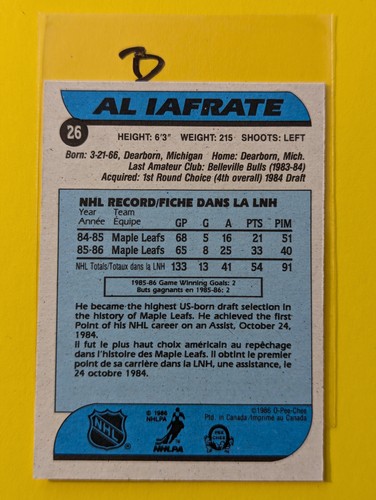 D
AL IAFRATE
26
HEIGHT: 6'3" WEIGHT: 215 SHOOTS: LEFT
Born: 3-21-66, Dearborn, Michigan Home: Dearborn, Mich.
Last Amateur Club: Belleville Bulls (1983-84)
Acquired: 1st Round Choice (4th overall) 1984 Draft
NHL RECORD/FICHE DANS LA LNH
Year Team
Année Équipe GP G A PTS PIM
84-85 Maple Leafs 68 5 16 21 51
85-86 Maple Leafs 65 8 25 33 40
NHL Totals/Totaux dans la LNH 133 13 41 54 91
1985-86 Game Winning Goals: 2
Buts gagnants en 1985-86: 2
He became the highest US-born draft selection in
the history of Maple Leafs. He achieved the first
Point of his NHL career on an Assist, October 24,
1984.
Il fut le plus haut choix américain au repêchage
dans l'histoire des Maple Leafs. Il obtint le premier
point de sa carrière dans la LNH, une assistance, le
24 octobre 1984.
©1986 O-Pee-Chee
Ptd. in Canada/Imprimé au Canada
© 1986
NHLPA
NHL
NHLPA
OPEE CHEE